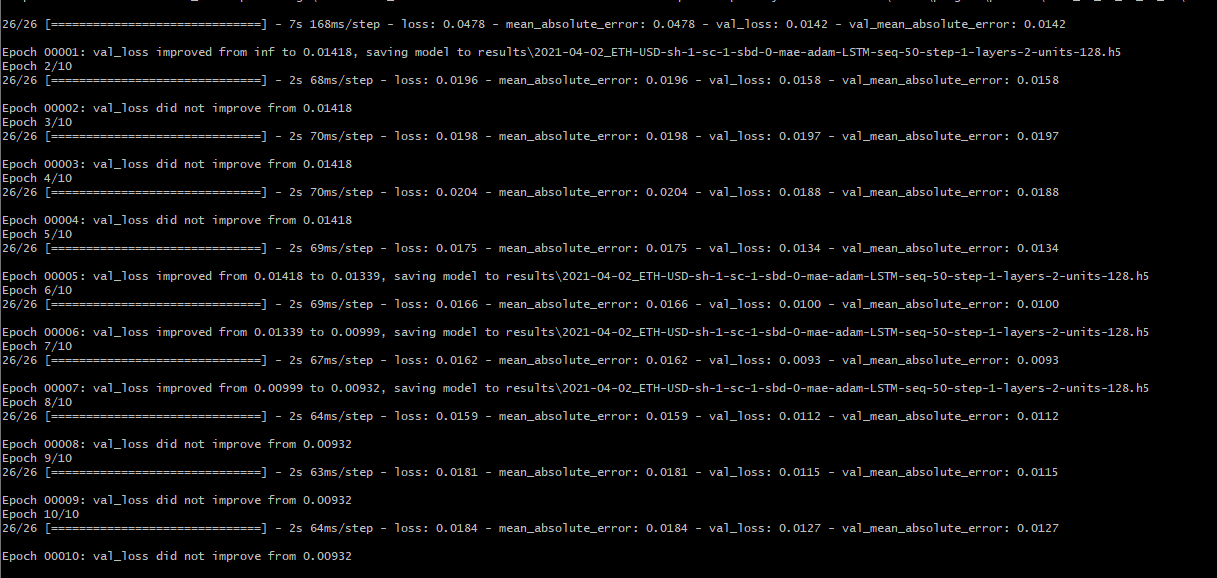 26/26 [==============================] - 7s 168ms/step - loss: 0.0478 - mean_absolute_error: 0.0478 - val_loss: 0.0142 - val_mean_absolute_error: 0.0142
Epoch 00001: val_loss improved from inf to 0.01418, saving model to results\2021-04-02_ETH-USD-sh-1-sc-1-sbd-0-mae-adam-LSTM-seq-50-step-1-layers-2-units-128.h5
Epoch 2/10
26/26 [==============================] - 2s 68ms/step - loss: 0.0196 - mean_absolute_error: 0.0196 - val_loss: 0.0158 - val_mean_absolute_error: 0.0158
Epoch 00002: val_loss did not improve from 0.01418
Epoch 3/10
26/26 [==============================] - 2s 70ms/step - loss: 0.0198 - mean_absolute_error: 0.0198 - val_loss: 0.0197 - val_mean_absolute_error: 0.0197
Epoch 00003: val_loss did not improve from 0.01418
Epoch 4/10
26/26 [==============================] - 2s 70ms/step - loss: 0.0204 - mean_absolute_error: 0.0204 - val_loss: 0.0188 - val_mean_absolute_error: 0.0188
Epoch 00004: val_loss did not improve from 0.01418
Epoch 5/10
26/26 [==============================] - 2s 69ms/step - loss: 0.0175 - mean_absolute_error: 0.0175 - val_loss: 0.0134 - val_mean_absolute_error: 0.0134
Epoch 00005: val_loss improved from 0.01418 to 0.01339, saving model to results\2021-04-02_ETH-USD-sh-1-sc-1-sbd-0-mae-adam-LSTM-seq-50-step-1-layers-2-units-128.h5
Epoch 6/10
26/26 [==============================] - 2s 69ms/step - loss: 0.0166 - mean_absolute_error: 0.0166 - val_loss: 0.0100 - val_mean_absolute_error: 0.0100
Epoch 00006: val_loss improved from 0.01339 to 0.00999, saving model to results\2021-04-02_ETH-USD-sh-1-sc-1-sbd-0-mae-adam-LSTM-seq-50-step-1-layers-2-units-128.h5
Epoch 7/10
26/26 [==============================] - 2s 67ms/step - loss: 0.0162 - mean_absolute_error: 0.0162 - val_loss: 0.0093 - val_mean_absolute_error: 0.0093
Epoch 00007: val_loss improved from 0.00999 to 0.00932, saving model to results\2021-04-02_ETH-USD-sh-1-sc-1-sbd-0-mae-adam-LSTM-seq-50-step-1-layers-2-units-128.h5
Epoch 8/10
26/26 [==============================] - 2s 64ms/step - loss: 0.0159 - mean_absolute_error: 0.0159 - val_loss: 0.0112 - val_mean_absolute_error: 0.0112
Epoch 00008: val_loss did not improve from 0.00932
Epoch 9/10
26/26 [==============================] - 2s 63ms/step - loss: 0.0181 - mean_absolute_error: 0.0181 - val_loss: 0.0115 - val_mean_absolute_error: 0.0115
Epoch 00009: val_loss did not improve from 0.00932
Epoch 10/10
26/26 [==============================] - 2s 64ms/step - loss: 0.0184 - mean_absolute_error: 0.0184 - val_loss: 0.0127 - val_mean_absolute_error: 0.0127
Epoch 00010: val_loss did not improve from 0.00932